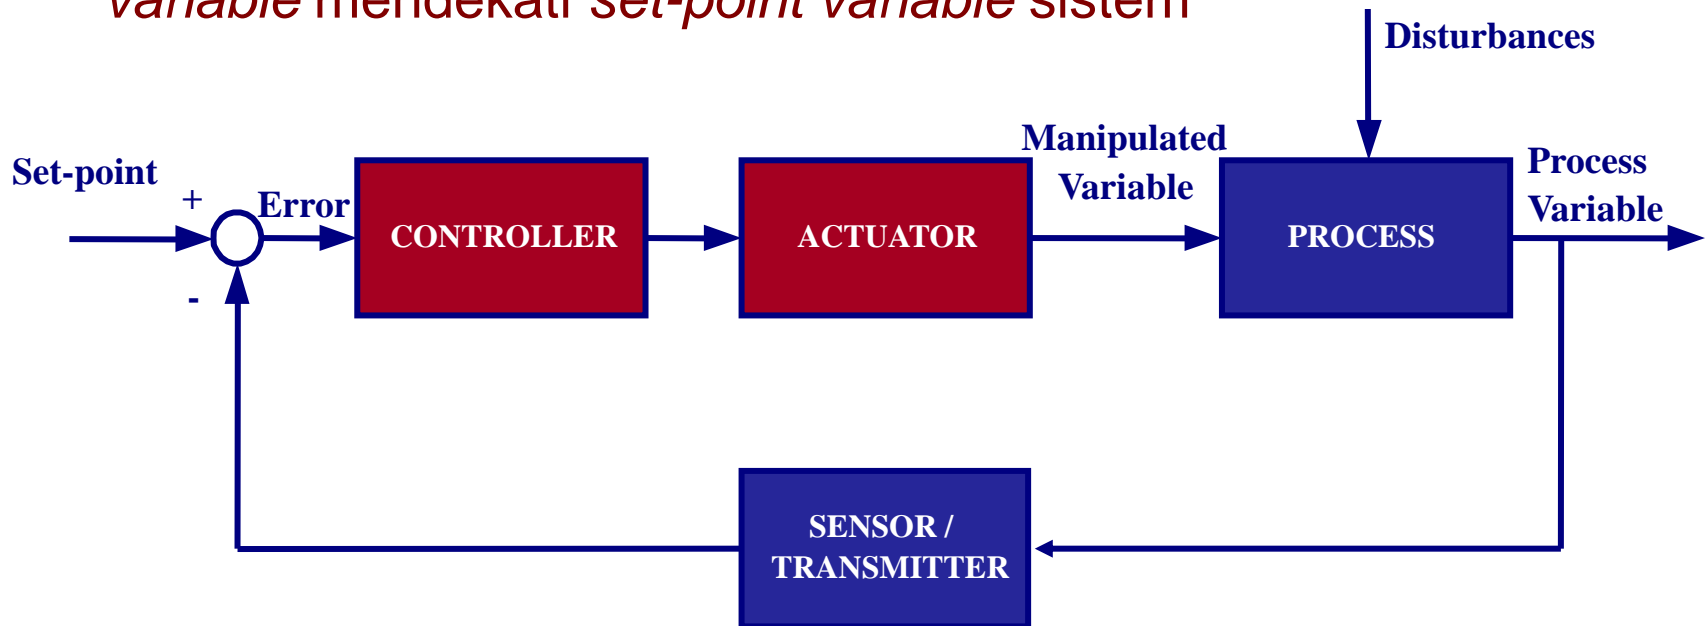 variable mendekati set-point variable sistem
Disturbances
Manipulated
Variable
Process
Variable
Set-point
+
Error
-
CONTROLLER
ACTUATOR
PROCESS
SENSOR /
TRANSMITTER